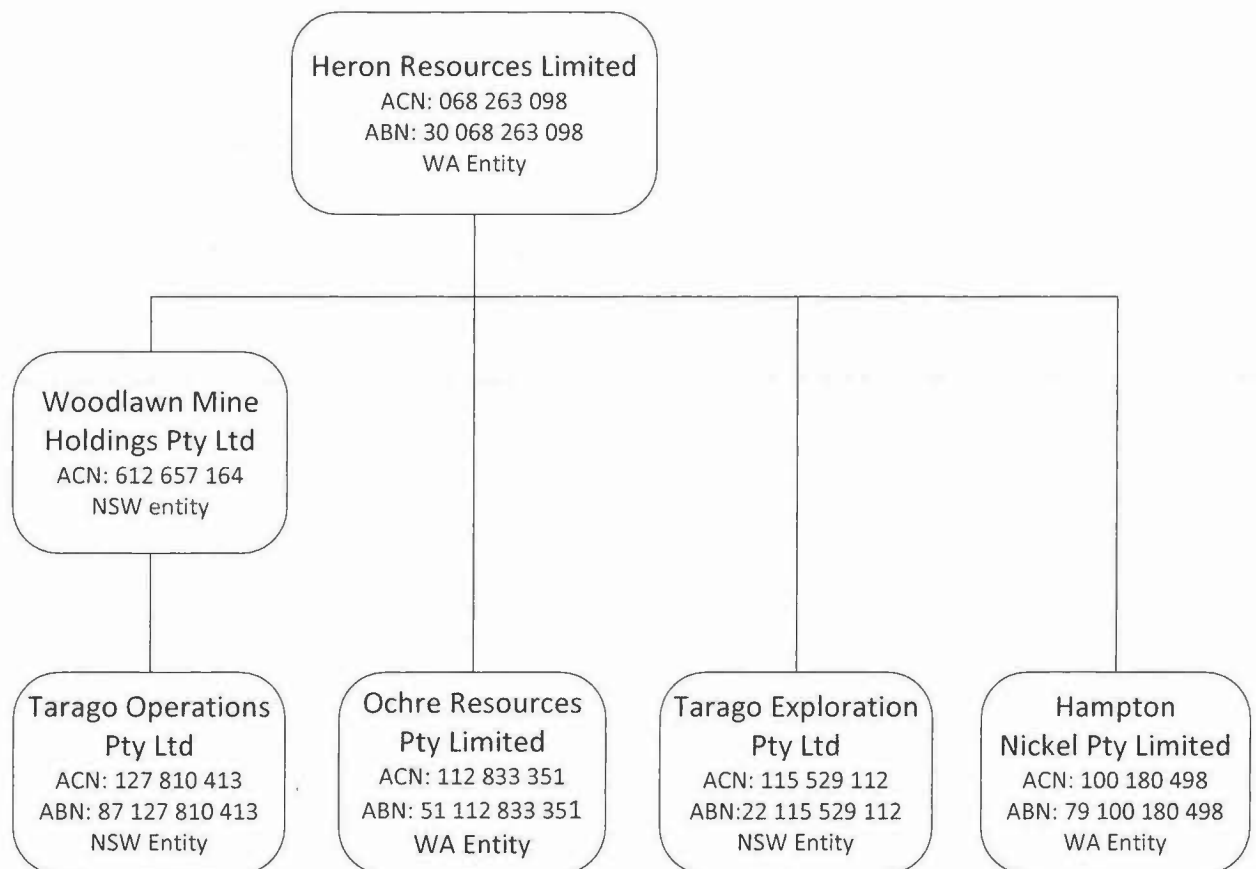 Heron Resources Limited
ACN: 068 263 098
ABN: 30 068 263 098
WA Entity
Woodlawn Mine
Holdings Pty Ltd
ACN: 612 657 164
NSW entity
Tarago Operations
Pty Ltd
ACN: 127 810 413
ABN: 87 127 810 413
NSW Entity
Ochre Resources
Pty Limited
ACN: 112 833 351
ABN: 51 112 833 351
WA Entity
Tarago Exploration
Pty Ltd
ACN: 115 529 112
ABN:22 115 529 112
NSW Entity
Hampton
Nickel Pty Limited
ACN: 100 180 498
ABN: 79 100 180 498
WA Entity